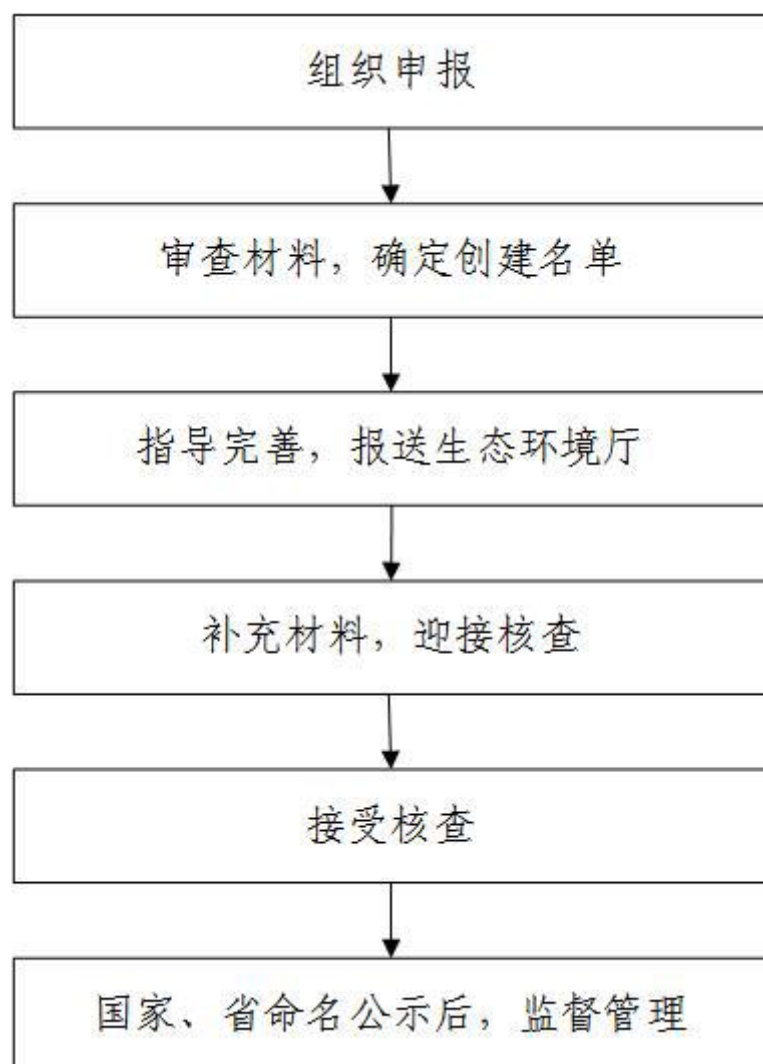 组织申报
审查材料，确定创建名单
指导完善，报送生态环境厅
补充材料，迎接核查
接受核查
国家、省命名公示后，监督管理